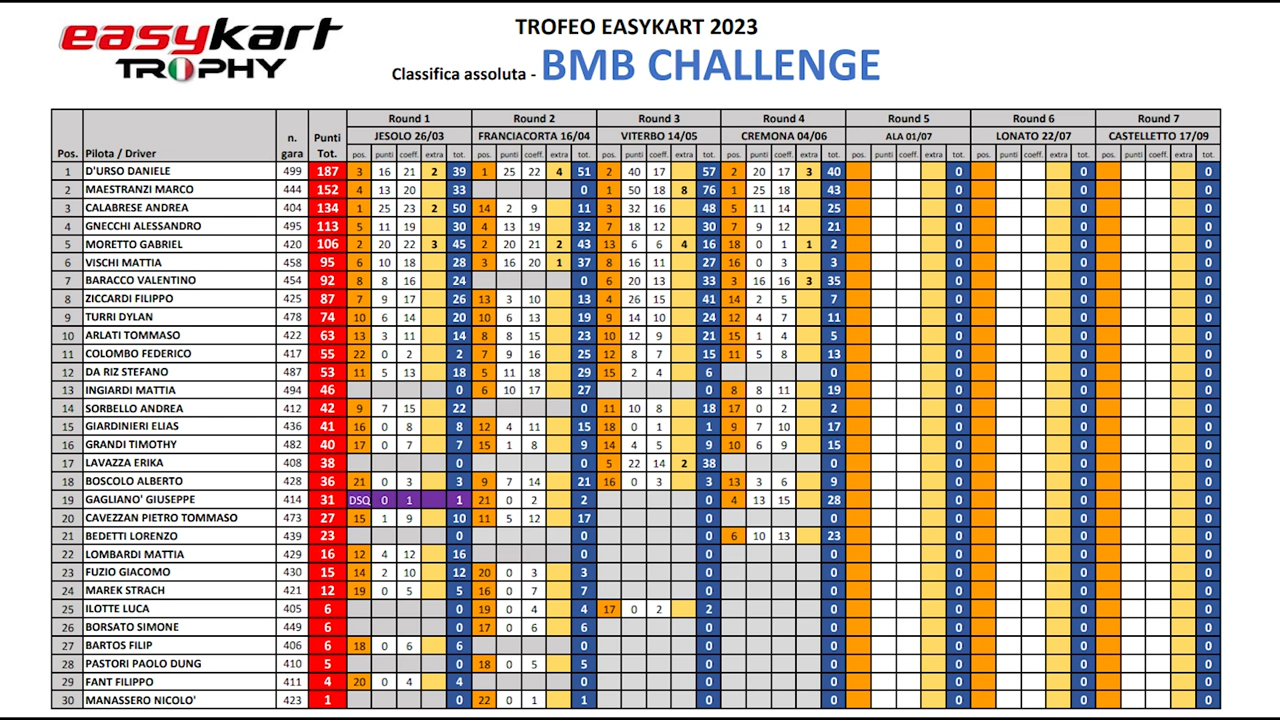 easykart
TROPHY
TROFEO EASYKART 2023
Classifica assoluta - BMB CHALLENGE
Round 1 Round 2 Round 3 Round 4 Round 5 Round 6 Round 7
Pos. Pilota / Driver n. gara Punti Tot. JESOLO 26/03 FRANCIACORTA 16/04 VITERBO 14/05 CREMONA 04/06 ALA 01/07 LONATO 22/07 CASTELLETTO 17/09
pos. punti coeff. extra tot. pos. punti coeff. extra tot. pos. punti coeff. extra tot. pos. punti coeff. extra tot. pos. punti coeff. extra tot. pos. punti coeff. extra tot. pos. punti coeff. extra tot.
1 D'URSO DANIELE 499 187 3 16 21 2 39 1 25 22 4 51 2 40 17 57 2 20 17 3 40 0 0 0
2 MAESTRANZI MARCO 444 152 4 13 20 33 0 1 50 18 8 76 1 25 18 43 0 0 0
3 CALABRESE ANDREA 404 134 1 25 23 2 50 14 2 9 11 3 32 16 48 5 11 14 25 0 0 0
4 GNECCHI ALESSANDRO 495 113 5 11 19 30 4 13 19 32 7 18 12 30 7 9 12 21 0 0 0
5 MORETTO GABRIEL 420 106 2 20 22 3 45 2 20 21 2 43 13 6 6 4 16 18 0 1 1 2 0 0 0
6 VISCHI MATTIA 458 95 6 10 18 28 3 16 20 1 37 8 16 11 27 16 0 3 3 0 0 0
7 BARACCO VALENTINO 454 92 8 8 16 24 0 6 20 13 33 3 16 16 3 35 0 0 0
8 ZICCARDI FILIPPO 425 87 7 9 17 26 13 3 10 13 4 26 15 41 14 2 5 7 0 0 0
9 TURRI DYLAN 478 74 10 6 14 20 10 6 13 19 9 14 10 24 12 4 7 11 0 0 0
10 ARLATI TOMMASO 422 63 13 3 11 14 8 8 15 23 10 12 9 21 15 1 4 5 0 0 0
11 COLOMBO FEDERICO 417 55 22 0 2 2 7 9 16 25 12 8 7 15 11 5 8 13 0 0 0
12 DA RIZ STEFANO 487 53 11 5 13 18 5 11 18 29 15 2 4 6 0 0 0 0
13 INGIARDI MATTIA 494 46 0 6 10 17 27 0 8 8 11 19 0 0 0
14 SORBELLO ANDREA 412 42 9 7 15 22 0 11 10 8 18 17 0 2 2 0 0 0
15 GIARDINIERI ELIAS 436 41 16 0 8 8 12 4 11 15 18 0 1 1 9 7 10 17 0 0 0
16 GRANDI TIMOTHY 482 40 17 0 7 7 15 1 8 9 14 4 5 9 10 6 9 15 0 0 0
17 LAVAZZA ERIKA 408 38 0 0 5 22 14 2 38 0 0 0 0
18 BOSCOLO ALBERTO 428 36 21 0 3 3 9 7 14 21 16 0 3 3 13 3 6 9 0 0 0
19 GAGLIANO' GIUSEPPE 414 31 DSQ 0 1 1 21 0 2 2 0 4 13 15 28 0 0 0
20 CAVEZZAN PIETRO TOMMASO 473 27 15 1 9 10 11 5 12 17 0 0 0 0 0
21 BEDETTI LORENZO 439 23 0 0 0 6 10 13 23 0 0 0
22 LOMBARDI MATTIA 429 16 12 4 12 16 0 0 0 0 0 0
23 FUZIO GIACOMO 430 15 14 2 10 12 20 0 3 3 0 0 0 0 0
24 MAREK STRACH 421 12 19 0 5 5 16 0 7 7 0 0 0 0 0
25 ILOTTE LUCA 405 6 0 19 0 4 4 17 0 2 2 0 0 0 0
26 BORSATO SIMONE 449 6 0 17 0 6 6 0 0 0 0 0
27 BARTOS FILIP 406 6 18 0 6 6 0 0 0 0 0 0
28 PASTORI PAOLO DUNG 410 5 0 18 0 5 5 0 0 0 0 0
29 FANT FILIPPO 411 4 20 0 4 4 0 0 0 0 0 0
30 MANASSERO NICOLO' 423 1 0 22 0 1 1 0 0 0 0 0